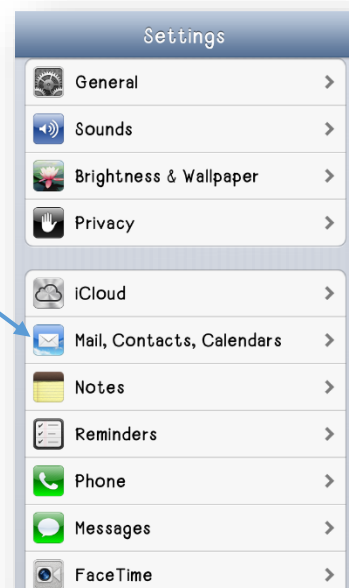 Settings
General
Sounds
Brightness & Wallpaper
Privacy
iCloud
Mail, Contacts, Calendars
Notes
Reminders
Phone
Messages
FaceTime